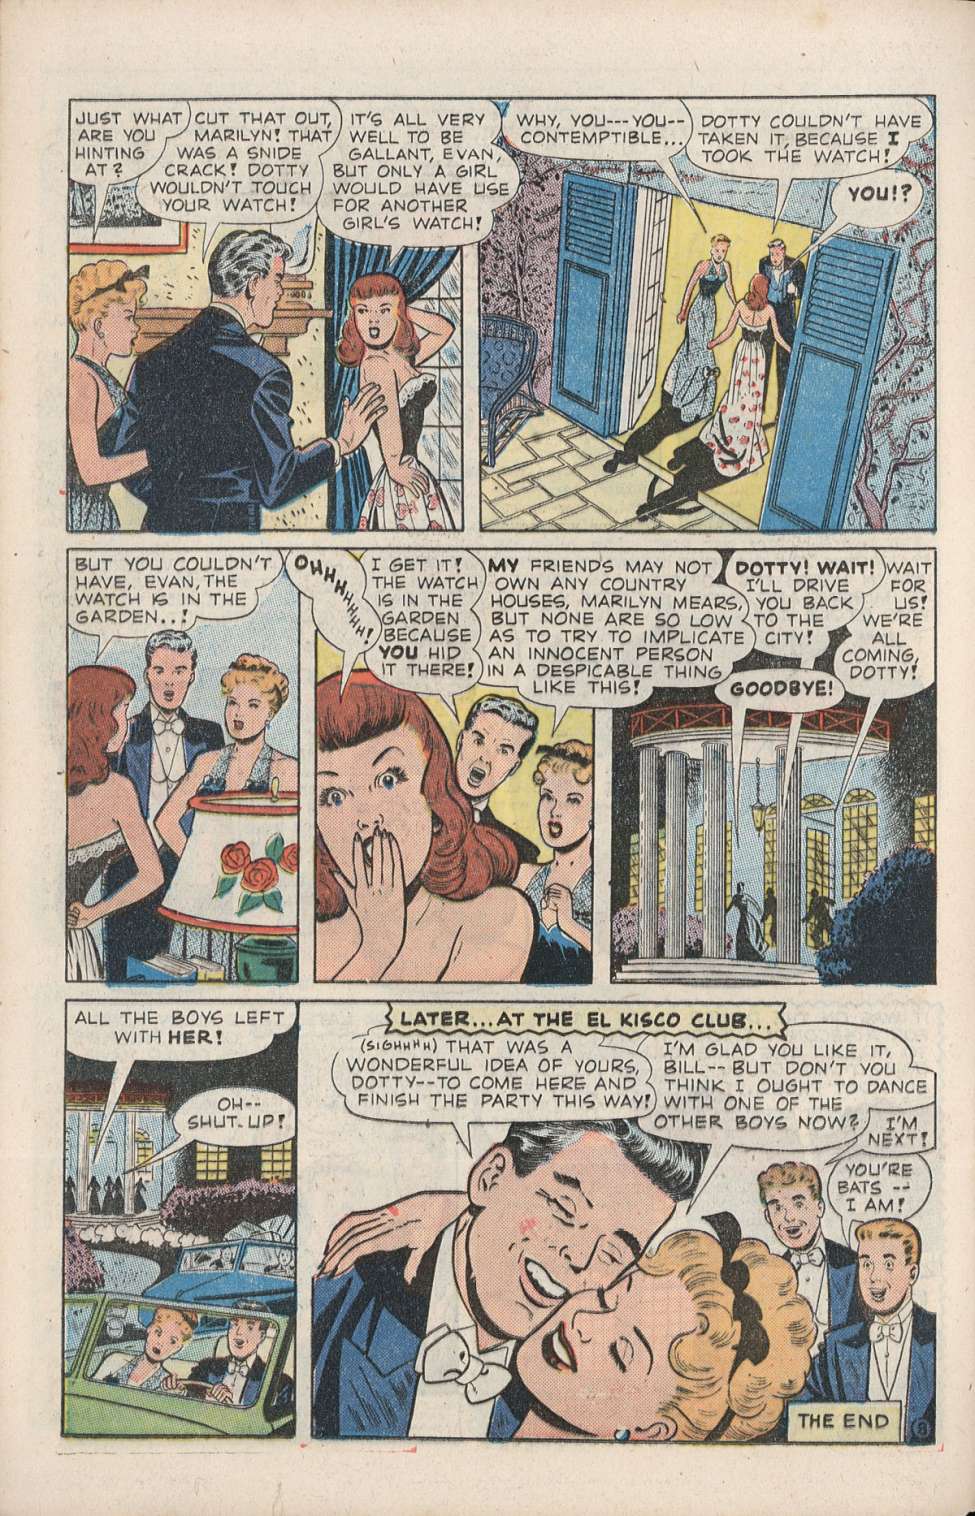 JUST WHAT
ARE YOU
HINTING
AT?
CUT THAT OUT,
MARILYN! THAT
WAS A SNIDE
CRACK! DOTTY
WOULDN'T TOUCH
YOUR WATCH!
IT'S ALL VERY
WELL TO BE
GALLANT, EVAN,
BUT ONLY A GIRL
WOULD HAVE USE
FOR ANOTHER
GIRL'S WATCH!
WHY, YOU---YOU--
CONTEMPTIBLE...
DOTTY COULDN'T HAVE
TAKEN IT, BECAUSE I
TOOK THE WATCH!
YOU!?
BUT YOU COULDN'T
HAVE, EVAN, THE
WATCH IS IN THE
GARDEN..!
OHHHHHHH!
I GET IT!
THE WATCH
IS IN THE
GARDEN
BECAUSE
YOU HID
IT THERE!
MY FRIENDS MAY NOT
OWN ANY COUNTRY
HOUSES, MARILYN MEARS,
BUT NONE ARE SO LOW
AS TO TRY TO IMPLICATE
AN INNOCENT PERSON
IN A DESPICABLE THING
LIKE THIS!
DOTTY! WAIT!
I'LL DRIVE
YOU BACK
TO THE
CITY!
GOODBYE!
WAIT
FOR
US!
WE'RE
ALL
COMING,
DOTTY!
ALL THE BOYS LEFT
WITH HER!
OH--
SHUT-UP!
LATER...AT THE EL KISCO CLUB...
(SIGHHHH) THAT WAS A
WONDERFUL IDEA OF YOURS,
DOTTY--TO COME HERE AND
FINISH THE PARTY THIS WAY!
I'M GLAD YOU LIKE IT,
BILL--BUT DON'T YOU
THINK I OUGHT TO DANCE
WITH ONE OF THE
OTHER BOYS NOW?
I'M
NEXT!
YOU'RE
BATS--
I AM!
THE END
8